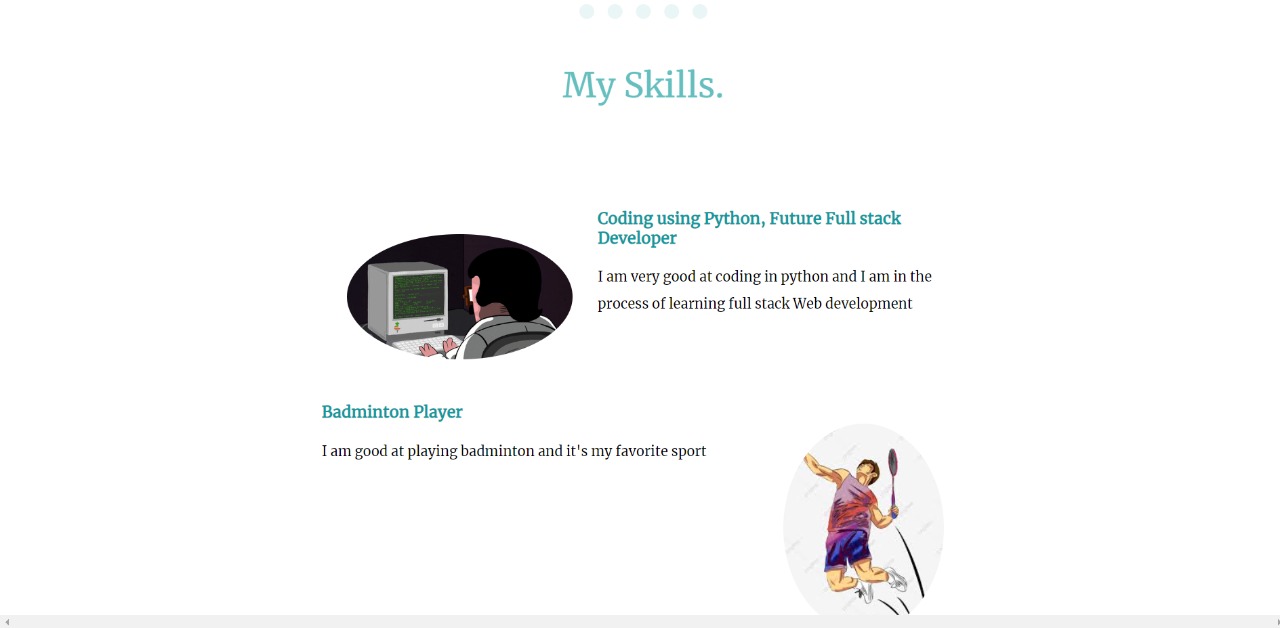 My Skills.
Coding using Python, Future Full stack
Developer
I am very good at coding in python and I am in the
process of learning full stack Web development
Badminton Player
I am good at playing badminton and it's my favorite sport